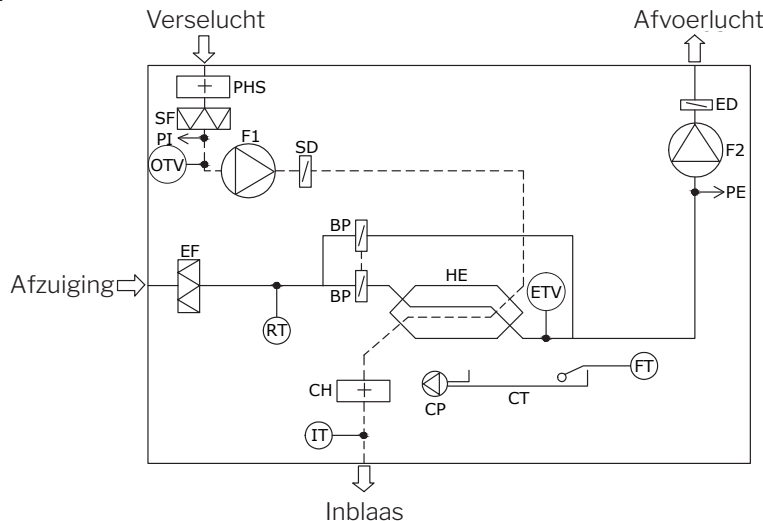 Verselucht
Afvoerlucht
PHS
SF
PI
F1
SD
ED
F2
OTV
PE
EF
BP
Afzuiging
BP
HE
ETV
RT
FT
CH
CP
CT
IT
Inblaas